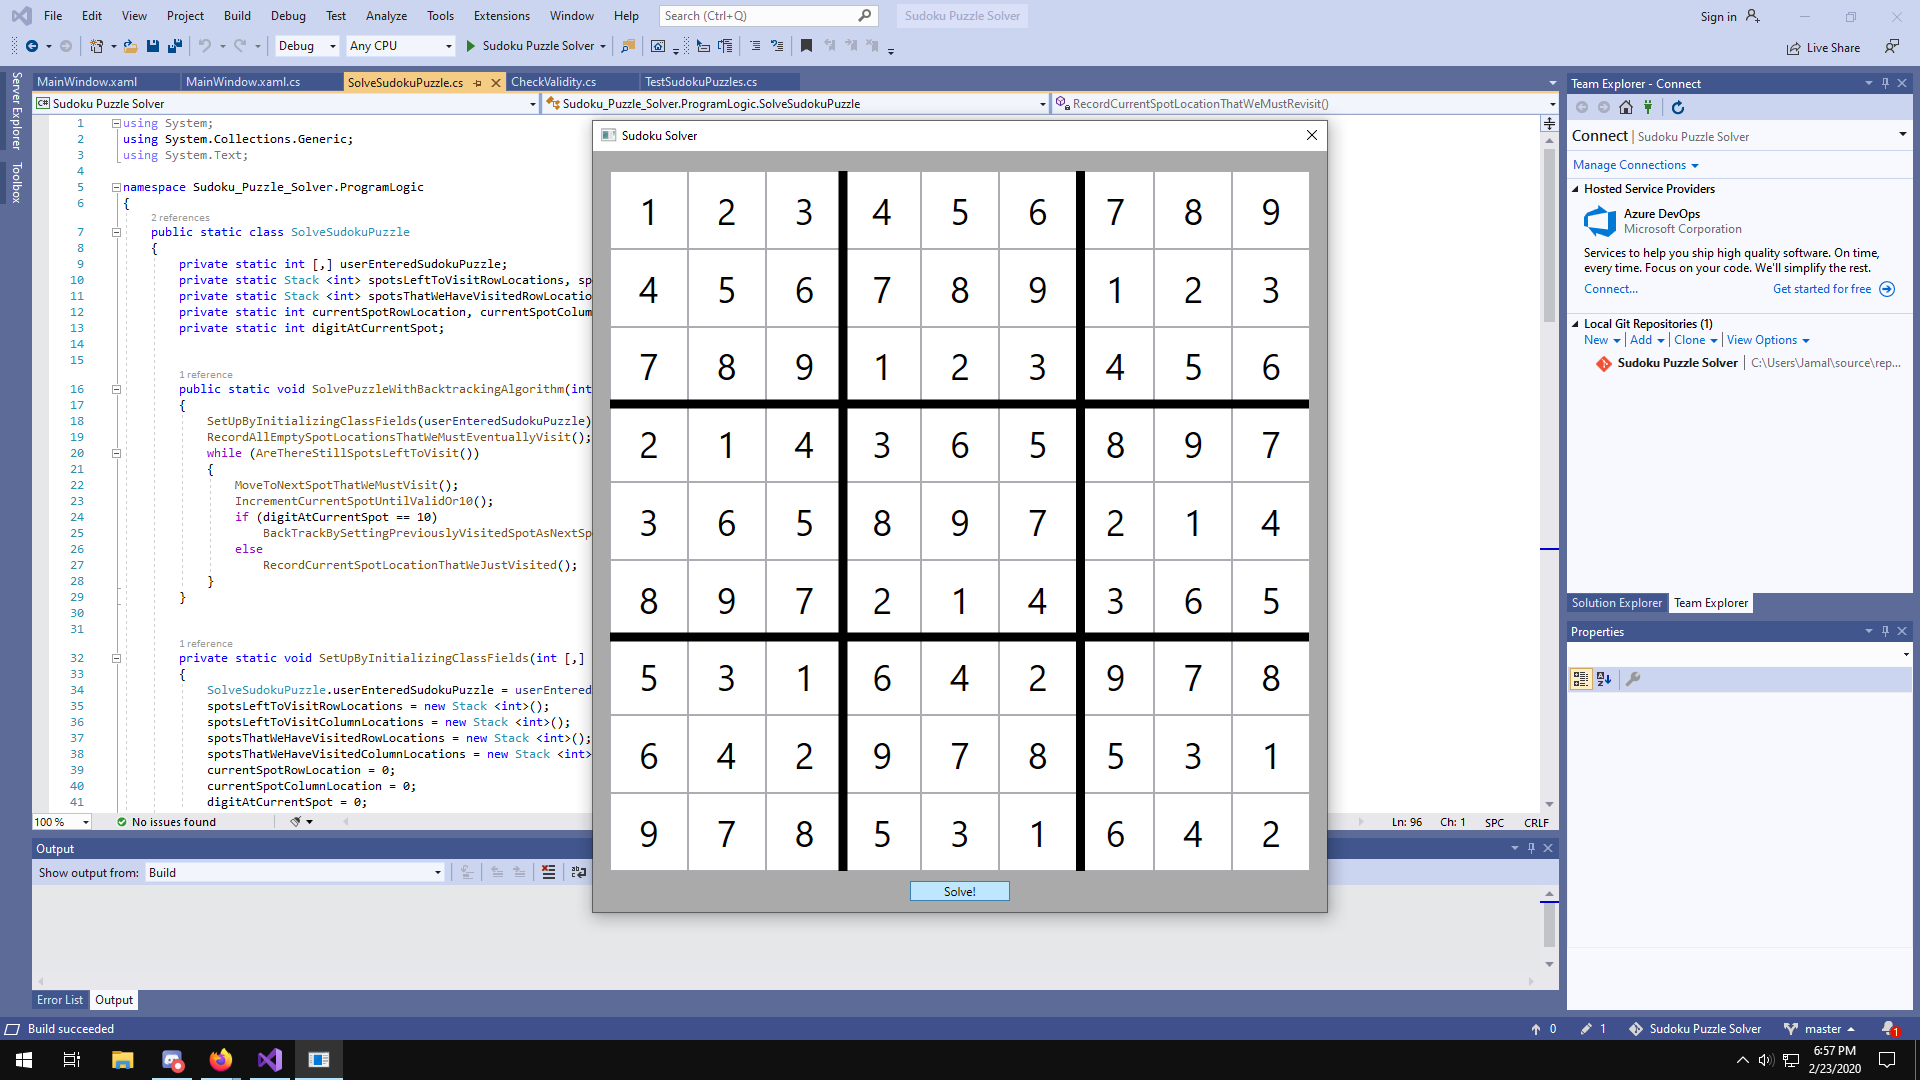 File Edit View Project Build Debug Test Analyze Tools Extensions Window Help Search (Ctrl+Q) Sudoku Puzzle Solver Sign in
Debug Any CPU Sudoku Puzzle Solver Live Share
Server Explorer
Toolbox
MainWindow.xaml MainWindow.xaml.cs SolveSudokuPuzzle.cs CheckValidity.cs TestSudokuPuzzles.cs
C# Sudoku Puzzle Solver Sudoku_Puzzle_Solver.ProgramLogic.SolveSudokuPuzzle RecordCurrentSpotLocationThatWeMustRevisit()
1 using System;
2 using System.Collections.Generic;
3 using System.Text;
4
5 namespace Sudoku_Puzzle_Solver.ProgramLogic
6 {
2 references
7 public static class SolveSudokuPuzzle
8 {
9 private static int [,] userEnteredSudokuPuzzle;
10 private static Stack <int> spotsLeftToVisitRowLocations, sp
11 private static Stack <int> spotsThatWeHaveVisitedRowLocatio
12 private static int currentSpotRowLocation, currentSpotColum
13 private static int digitAtCurrentSpot;
14
15
1 reference
16 public static void SolvePuzzleWithBacktrackingAlgorithm(int
17 {
18 SetUpByInitializingClassFields(userEnteredSudokuPuzzle)
19 RecordAllEmptySpotLocationsThatWeMustEventuallyVisit();
20 while (AreThereStillSpotsLeftToVisit())
21 {
22 MoveToNextSpotThatWeMustVisit();
23 IncrementCurrentSpotUntilValidOr10();
24 if (digitAtCurrentSpot == 10)
25 BackTrackBySettingPreviouslyVisitedSpotAsNextSp
26 else
27 RecordCurrentSpotLocationThatWeJustVisited();
28 }
29 }
30
31
1 reference
32 private static void SetUpByInitializingClassFields(int [,]
33 {
34 SolveSudokuPuzzle.userEnteredSudokuPuzzle = userEntered
35 spotsLeftToVisitRowLocations = new Stack <int>();
36 spotsLeftToVisitColumnLocations = new Stack <int>();
37 spotsThatWeHaveVisitedRowLocations = new Stack <int>();
38 spotsThatWeHaveVisitedColumnLocations = new Stack <int>
39 currentSpotRowLocation = 0;
40 currentSpotColumnLocation = 0;
41 digitAtCurrentSpot = 0;
100 % No issues found Ln: 96 Ch: 1 SPC CRLF
Sudoku Solver
1 2 3 4 5 6 7 8 9
4 5 6 7 8 9 1 2 3
7 8 9 1 2 3 4 5 6
2 1 4 3 6 5 8 9 7
3 6 5 8 9 7 2 1 4
8 9 7 2 1 4 3 6 5
5 3 1 6 4 2 9 7 8
6 4 2 9 7 8 5 3 1
9 7 8 5 3 1 6 4 2
Solve!
Output
Show output from: Build
Error List Output
Team Explorer - Connect
Connect | Sudoku Puzzle Solver
Manage Connections
Hosted Service Providers
Azure DevOps
Microsoft Corporation
Services to help you ship high quality software. On time,
every time. Focus on your code. We'll simplify the rest.
Connect... Get started for free
Local Git Repositories (1)
New Add Clone View Options
Sudoku Puzzle Solver | C:\Users\Jamal\source\rep...
Solution Explorer Team Explorer
Properties
Build succeeded 0 1 Sudoku Puzzle Solver master 1
6:57 PM
2/23/2020